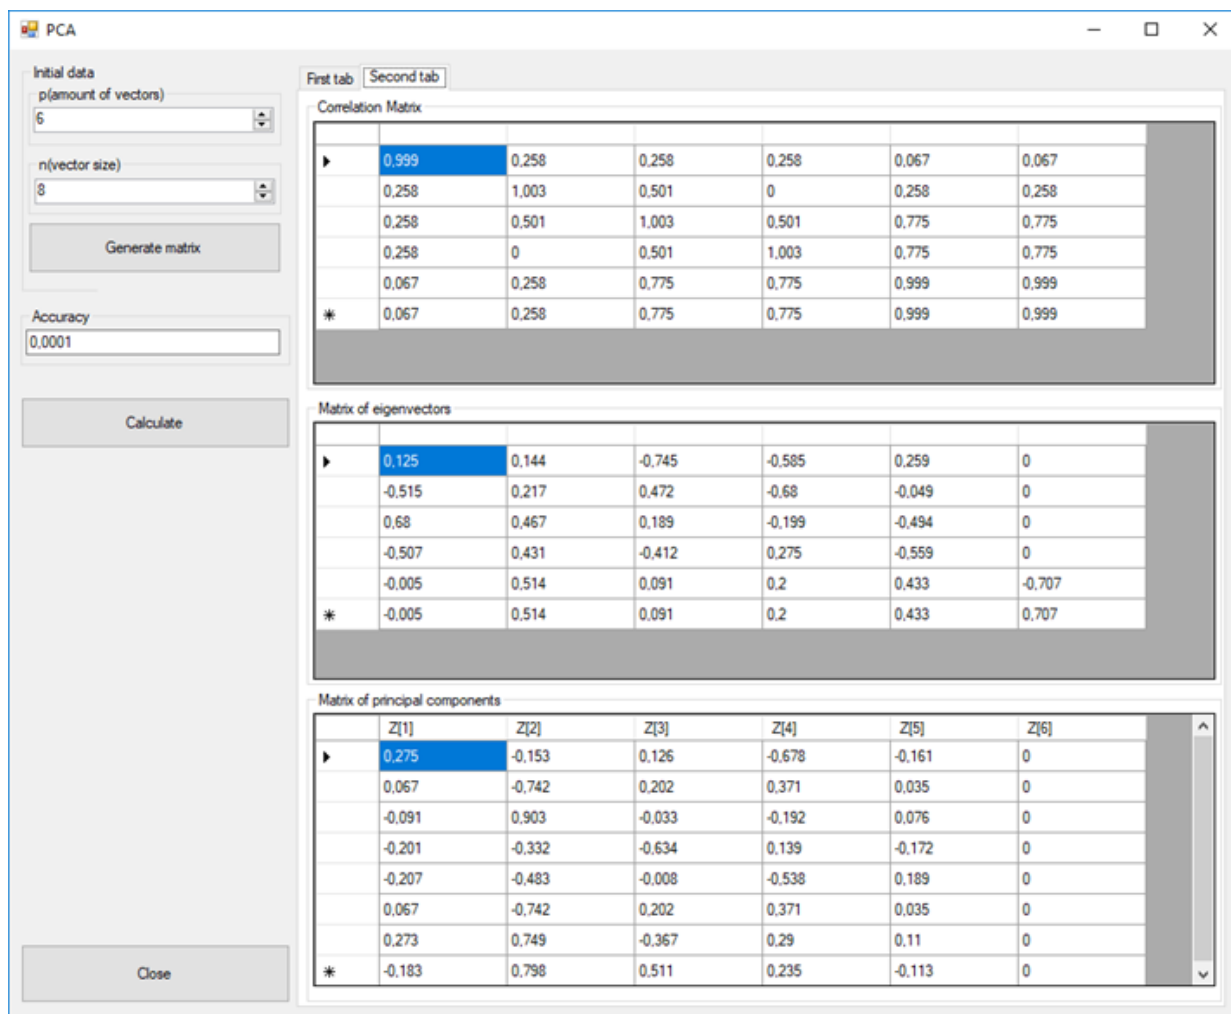 PCA
Initial data
p(amount of vectors)
6
n(vector size)
8
Generate matrix
Accuracy
0,0001
Calculate
Close
First tab Second tab
Correlation Matrix
0,999 0,258 0,258 0,258 0,067 0,067
0,258 1,003 0,501 0 0,258 0,258
0,258 0,501 1,003 0,501 0,775 0,775
0,258 0 0,501 1,003 0,775 0,775
0,067 0,258 0,775 0,775 0,999 0,999
0,067 0,258 0,775 0,775 0,999 0,999
Matrix of eigenvectors
0,125 0,144 -0,745 -0,585 0,259 0
-0,515 0,217 0,472 -0,68 -0,049 0
0,68 0,467 0,189 -0,199 -0,494 0
-0,507 0,431 -0,412 0,275 -0,559 0
-0,005 0,514 0,091 0,2 0,433 -0,707
-0,005 0,514 0,091 0,2 0,433 0,707
Matrix of principal components
Z[1] Z[2] Z[3] Z[4] Z[5] Z[6]
0,275 -0,153 0,126 -0,678 -0,161 0
0,067 -0,742 0,202 0,371 0,035 0
-0,091 0,903 -0,033 -0,192 0,076 0
-0,201 -0,332 -0,634 0,139 -0,172 0
-0,207 -0,483 -0,008 -0,538 0,189 0
0,067 -0,742 0,202 0,371 0,035 0
0,273 0,749 -0,367 0,29 0,11 0
-0,183 0,798 0,511 0,235 -0,113 0